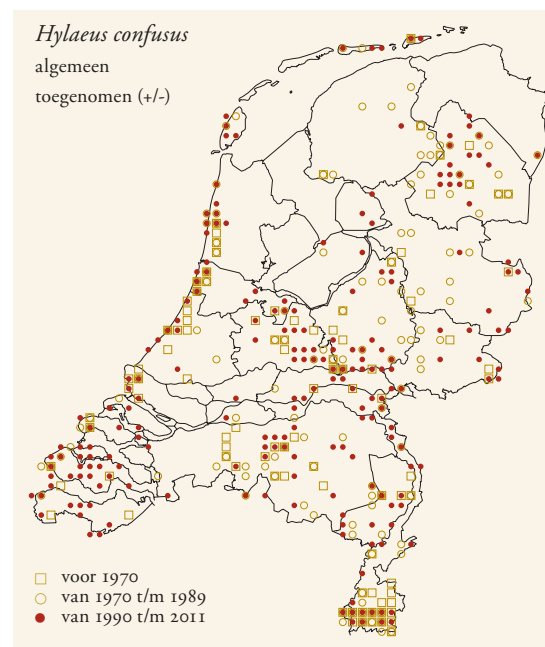 Hylaeus confusus
algemeen
toegenomen (+/-)
voor 1970
van 1970 t/m 1989
van 1990 t/m 2011